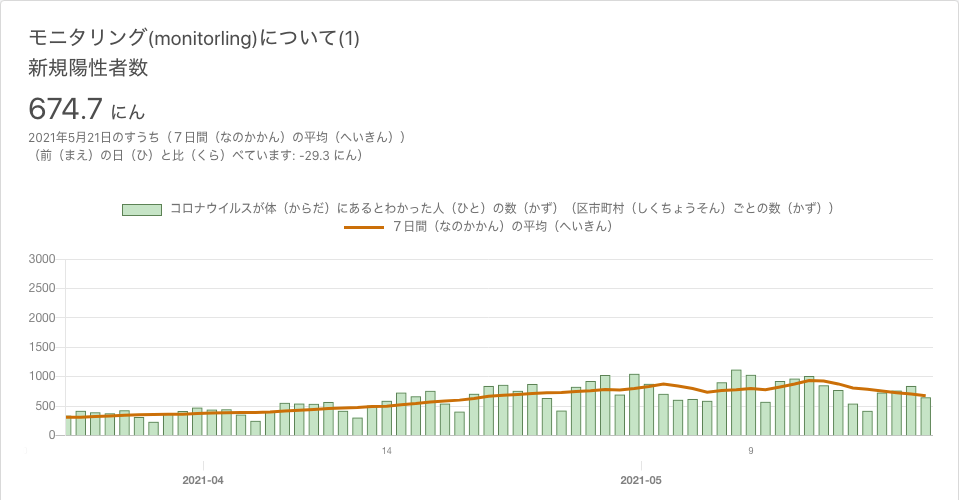 モニタリング(monitorling)について(1)
新規陽性者数
674.7 にん
2021年5月21日のすうち（７日間（なのかかん）の平均（へいきん））
（前（まえ）の日（ひ）と比（くら）べています: -29.3 にん）
コロナウイルスが体（からだ）にあるとわかった人（ひと）の数（かず）（区市町村（しくちょうそん）ごとの数（かず））
７日間（なのかかん）の平均（へいきん）
3000
2500
2000
1500
1000
500
0
14
9
2021-04
2021-05